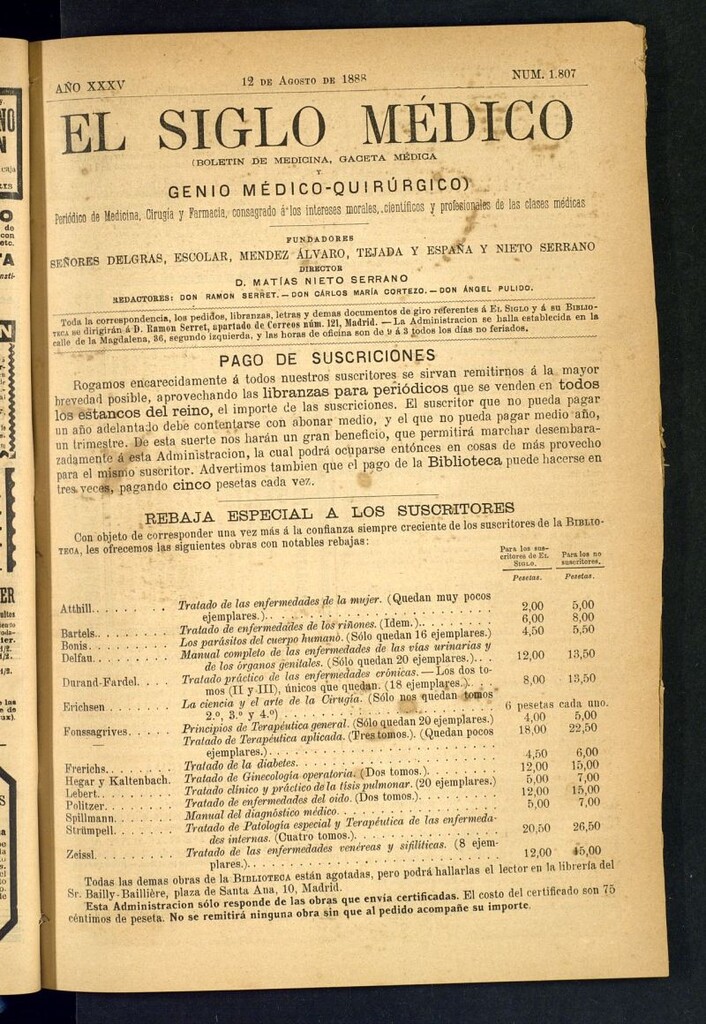 AÑO XXXV 12 DE AGOSTO DE 1888 NUM. 1.807
EL SIGLO MÉDICO
(BOLETIN DE MEDICINA, GACETA MÉDICA
Y
GENIO MÉDICO-QUIRÚRGICO)
Periódico de Medicina, Cirugía y Farmacia, consagrado á los intereses morales, científicos y profesionales de las clases médicas
FUNDADORES
SEÑORES DELGRAS, ESCOLAR, MENDEZ ÁLVARO, TEJADA Y ESPAÑA Y NIETO SERRANO
DIRECTOR
D. MATÍAS NIETO SERRANO
REDACTORES: DON RAMON SERRET. — DON CÁRLOS MARÍA CORTEZO. — DON ÁNGEL PULIDO.
Toda la correspondencia, los pedidos, libranzas, letras y demas documentos de giro referentes á EL SIGLO y á su BIBLIO-
TECA se dirigirán á D. Ramon Serret, apartado de Correos núm. 121, Madrid. — La Administracion se halla establecida en la
calle de la Magdalena, 36, segundo izquierda, y las horas de oficina son de 9 á 3 todos los días no feriados.
PAGO DE SUSCRICIONES
Rogamos encarecidamente á todos nuestros suscritores se sirvan remitirnos á la mayor
brevedad posible, aprovechando las libranzas para periódicos que se venden en todos
los estancos del reino, el importe de las suscriciones. El suscritor que no pueda pagar
un año adelantado debe contentarse con abonar medio, y el que no pueda pagar medio año,
un trimestre. De esta suerte nos harán un gran beneficio, que permitirá marchar desembara-
zadamente á esta Administracion, la cual podrá ocuparse entónces en cosas de más provecho
para el mismo suscritor. Advertimos tambien que el pago de la Biblioteca puede hacerse en
tres veces, pagando cinco pesetas cada vez.
REBAJA ESPECIAL A LOS SUSCRITORES
Con objeto de corresponder una vez más á la confianza siempre creciente de los suscritores de la BIBLIO-
TECA, les ofrecemos las siguientes obras con notables rebajas:
Para los sus- Para los no
critores de EL suscritores.
SIGLO.
Pesetas. Pesetas.
Atthill. . . . . . . . Tratado de las enfermedades de la mujer. (Quedan muy pocos
ejemplares.). . . . . . . . 2,00 5,00
Bartels. . . . . . . . Tratado de enfermedades de los riñones. (Idem.). . . . 6,00 8,00
Bonis. . . . . . . . Los parásitos del cuerpo humano. (Sólo quedan 16 ejemplares.) 4,50 5,50
Delfau. . . . . . . . Manual completo de las enfermedades de las vías urinarias y
de los órganos genitales. (Sólo quedan 20 ejemplares.). . . 12,00 13,50
Durand-Fardel. . . . . Tratado práctico de las enfermedades crónicas. — Los dos to-
mos (II y III), únicos que quedan. (18 ejemplares.). . . 8,00 13,50
Erichsen . . . . . . La ciencia y el arte de la Cirugía. (Sólo nos quedan tomos
2.º, 3.º y 4.º) . . . . . . 6 pesetas cada uno.
Fonssagrives. . . . . Principios de Terapéutica general. (Sólo quedan 20 ejemplares.) 4,00 5,00
Tratado de Terapéutica aplicada. (Tres tomos.). (Quedan pocos 18,00 22,50
ejemplares.). . . . . . . .
Frerichs. . . . . . . Tratado de la diabetes. . . . . . . 4,50 6,00
Hegar y Kaltenbach. Tratado de Ginecología operatoria. (Dos tomos.). . . . 12,00 15,00
Lebert. . . . . . . . Tratado clínico y práctico de la tísis pulmonar. (20 ejemplares.) 5,00 7,00
Politzer. . . . . . . Tratado de enfermedades del oido. (Dos tomos.). . . . 12,00 15,00
Spillmann. . . . . . . Manual del diagnóstico médico. . . . . . 5,00 7,00
Strümpell. . . . . . . Tratado de Patología especial y Terapéutica de las enferme-
dades internas. (Cuatro tomos.). . . . . . 20,50 26,50
Zeissl. . . . . . . . Tratado de las enfermedades venéreas y sifilíticas. (8 ejem-
plares.). . . . . . . . 12,00 15,00
Todas las demas obras de la BIBLIOTECA están agotadas, pero podrá hallarlas el lector en la librería del
Sr. Bailly-Baillière, plaza de Santa Ana, 10, Madrid.
Esta Administracion sólo responde de las obras que envía certificadas. El costo del certificado son 75
céntimos de peseta. No se remitirá ninguna obra sin que al pedido acompañe su importe.